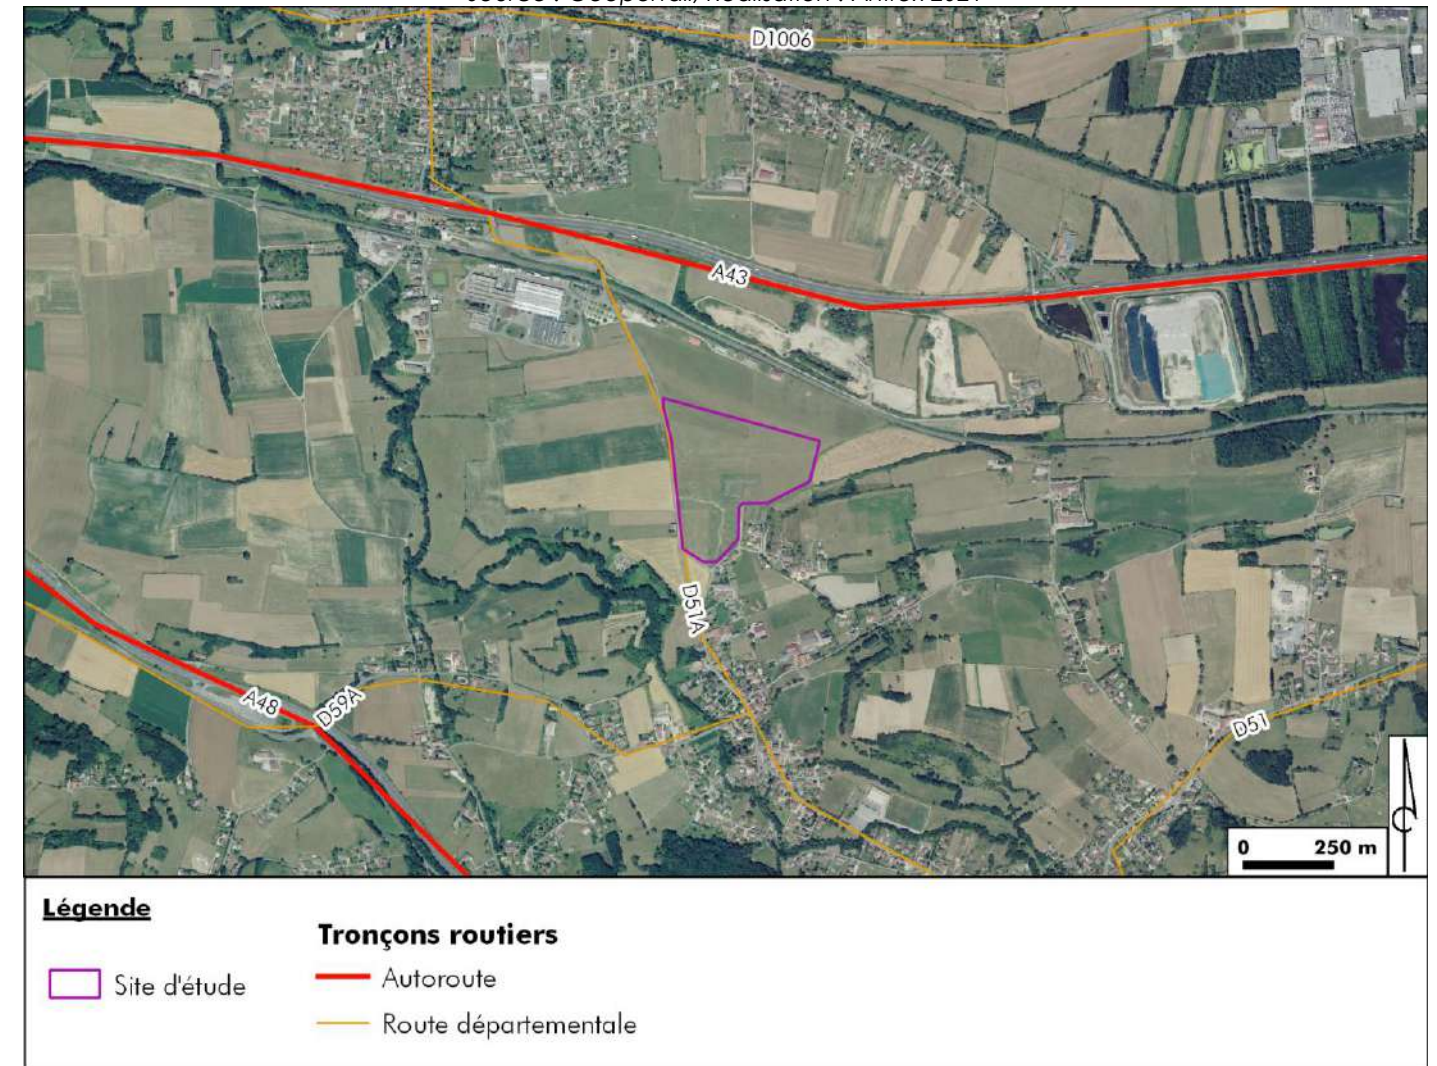 D1006
A43
D51A
A48
D59A
D51
0 250 m
Légende
Site d'étude
Tronçons routiers
Autoroute
Route départementale